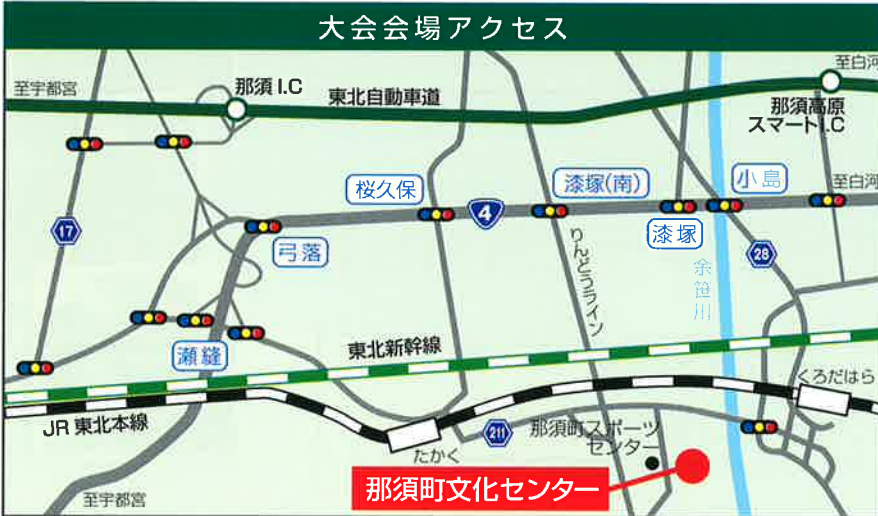 大会会場アクセス
至宇都宮
那須 I.C
東北自動車道
至白河
那須高原
スマートI.C
桜久保
4
漆塚(南)
小島
至白河
17
弓落
漆塚
28
りんどうライン
余笹川
瀬縫
東北新幹線
くろだはら
JR 東北本線
たかく
211
那須町スポーツ
センター
那須町文化センター
至宇都宮